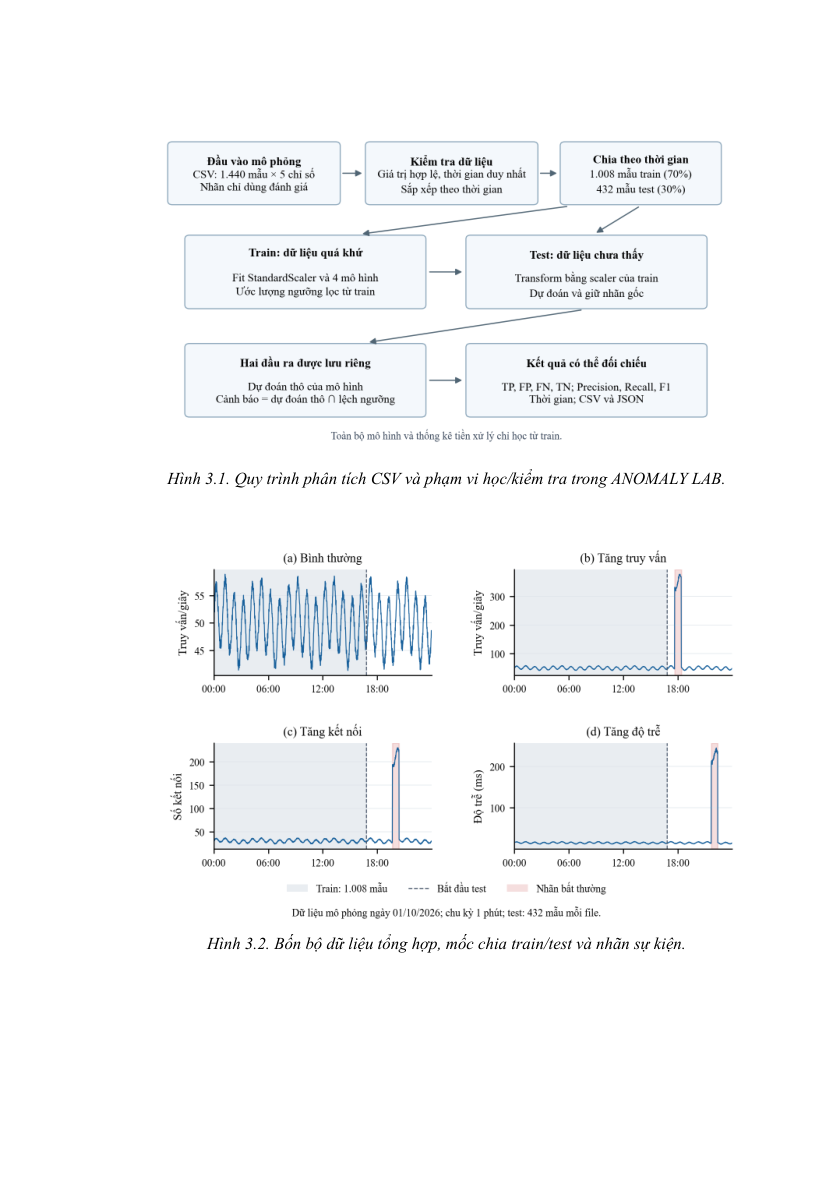 Đầu vào mô phỏng
CSV: 1.440 mẫu × 5 chỉ số
Nhãn chỉ dùng đánh giá
Kiểm tra dữ liệu
Giá trị hợp lệ, thời gian duy nhất
Sắp xếp theo thời gian
Chia theo thời gian
1.008 mẫu train (70%)
432 mẫu test (30%)
Train: dữ liệu quá khứ
Fit StandardScaler và 4 mô hình
Ước lượng ngưỡng lọc từ train
Test: dữ liệu chưa thấy
Transform bằng scaler của train
Dự đoán và giữ nhãn gốc
Hai đầu ra được lưu riêng
Dự đoán thô của mô hình
Cảnh báo = dự đoán thô ∩ lệch ngưỡng
Kết quả có thể đối chiếu
TP, FP, FN, TN; Precision, Recall, F1
Thời gian; CSV và JSON
Toàn bộ mô hình và thống kê tiền xử lý chỉ học từ train.
Hình 3.1. Quy trình phân tích CSV và phạm vi học/kiểm tra trong ANOMALY LAB.
(a) Bình thường
Truy vấn/giây
55
50
45
00:00 06:00 12:00 18:00
(b) Tăng truy vấn
Truy vấn/giây
300
200
100
00:00 06:00 12:00 18:00
(c) Tăng kết nối
Số kết nối
200
150
100
50
00:00 06:00 12:00 18:00
(d) Tăng độ trễ
Độ trễ (ms)
200
100
00:00 06:00 12:00 18:00
Train: 1.008 mẫu Bắt đầu test Nhãn bất thường
Dữ liệu mô phỏng ngày 01/10/2026; chu kỳ 1 phút; test: 432 mẫu mỗi file.
Hình 3.2. Bốn bộ dữ liệu tổng hợp, mốc chia train/test và nhãn sự kiện.